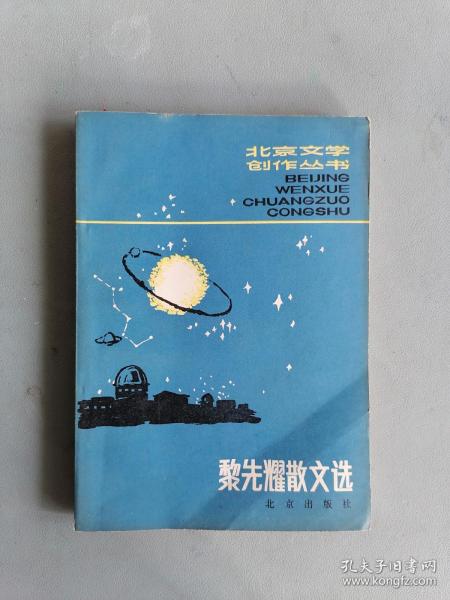 北京文学
创作丛书
BEIJING
WENXUE
CHUANGZUO
CONGSHU
黎先耀散文选
北京出版社
孔夫子旧书网
www.kongfz.com